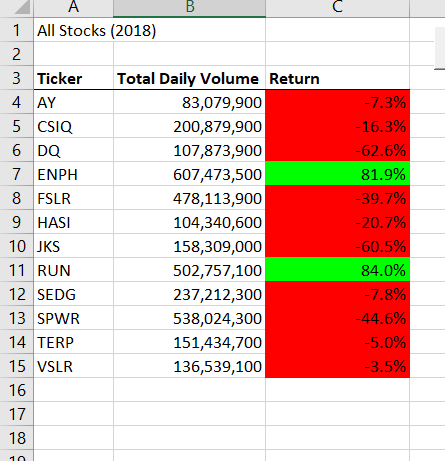 A B C
1 All Stocks (2018)
2
3 Ticker Total Daily Volume Return
4 AY 83,079,900 -7.3%
5 CSIQ 200,879,900 -16.3%
6 DQ 107,873,900 -62.6%
7 ENPH 607,473,500 81.9%
8 FSLR 478,113,900 -39.7%
9 HASI 104,340,600 -20.7%
10 JKS 158,309,000 -60.5%
11 RUN 502,757,100 84.0%
12 SEDG 237,212,300 -7.8%
13 SPWR 538,024,300 -44.6%
14 TERP 151,434,700 -5.0%
15 VSLR 136,539,100 -3.5%
16
17
18
19